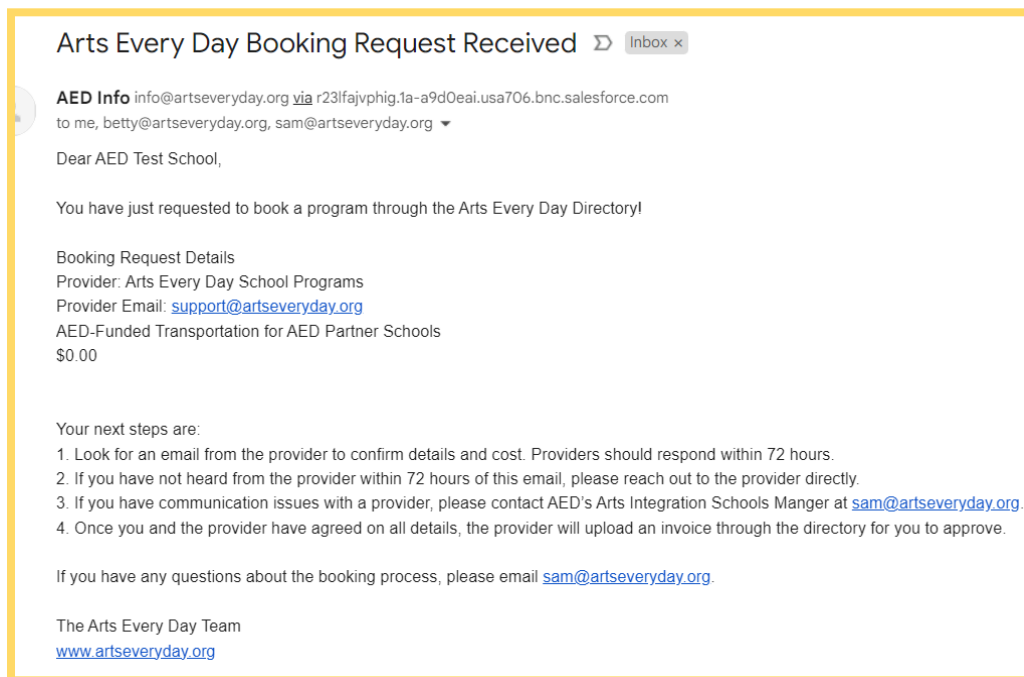 Arts Every Day Booking Request Received Inbox ×
AED Info info@artseveryday.org via r23lfajvphig.1a-a9d0eai.usa706.bnc.salesforce.com
to me, betty@artseveryday.org, sam@artseveryday.org
Dear AED Test School,
You have just requested to book a program through the Arts Every Day Directory!
Booking Request Details
Provider: Arts Every Day School Programs
Provider Email: support@artseveryday.org
AED-Funded Transportation for AED Partner Schools
$0.00
Your next steps are:
1. Look for an email from the provider to confirm details and cost. Providers should respond within 72 hours.
2. If you have not heard from the provider within 72 hours of this email, please reach out to the provider directly.
3. If you have communication issues with a provider, please contact AED's Arts Integration Schools Manger at sam@artseveryday.org.
4. Once you and the provider have agreed on all details, the provider will upload an invoice through the directory for you to approve.
If you have any questions about the booking process, please email sam@artseveryday.org.
The Arts Every Day Team
www.artseveryday.org